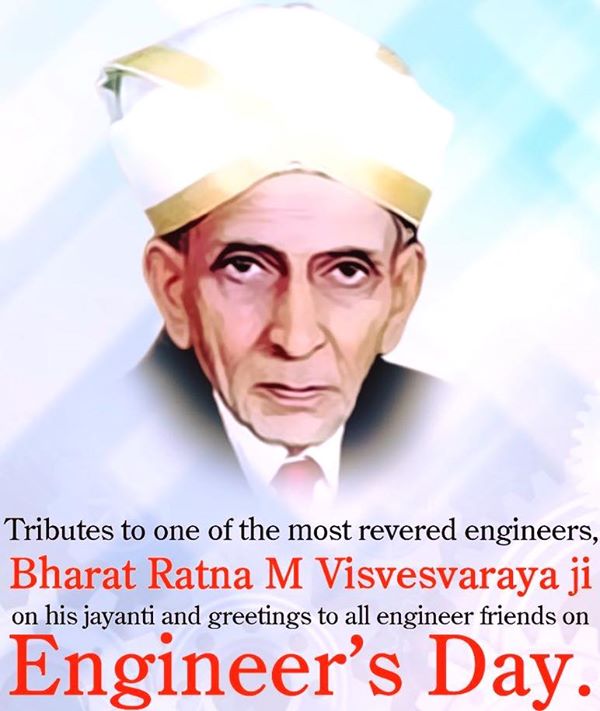 Tributes to one of the most revered engineers,
Bharat Ratna M Visvesvaraya ji
on his jayanti and greetings to all engineer friends on
Engineer's Day.